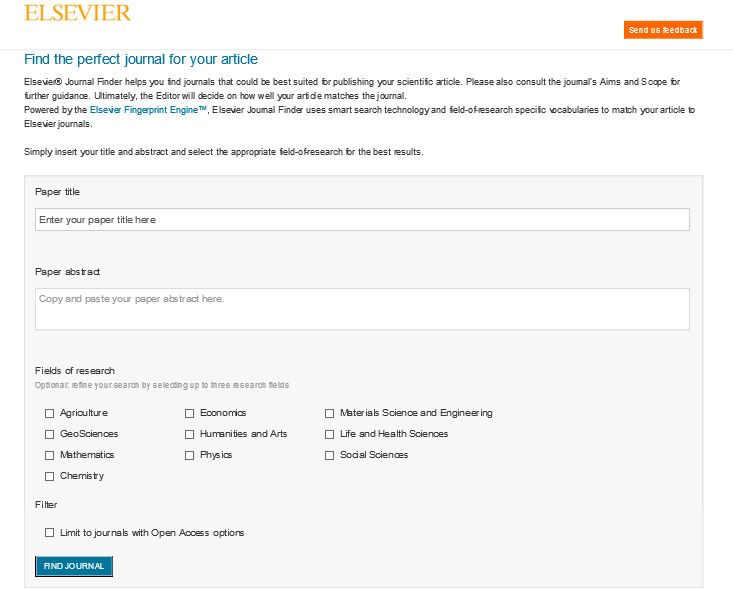 ELSEVIER
Send us feedback
Find the perfect journal for your article
Elsevier® Journal Finder helps you find journals that could be best suited for publishing your scientific article. Please also consult the journal's Aims and Scope for
further guidance. Ultimately, the Editor will decide on how well your article matches the journal.
Powered by the Elsevier Fingerprint Engine™, Elsevier Journal Finder uses smart search technology and field-of-research specific vocabularies to match your article to
Elsevier journals.
Simply insert your title and abstract and select the appropriate field-of-research for the best results.
Paper title
Enter your paper title here
Paper abstract
Copy and paste your paper abstract here.
Fields of research
Optional: refine your search by selecting up to three research fields
Agriculture Economics Materials Science and Engineering
GeoSciences Humanities and Arts Life and Health Sciences
Mathematics Physics Social Sciences
Chemistry
Filter
Limit to journals with Open Access options
FIND JOURNAL